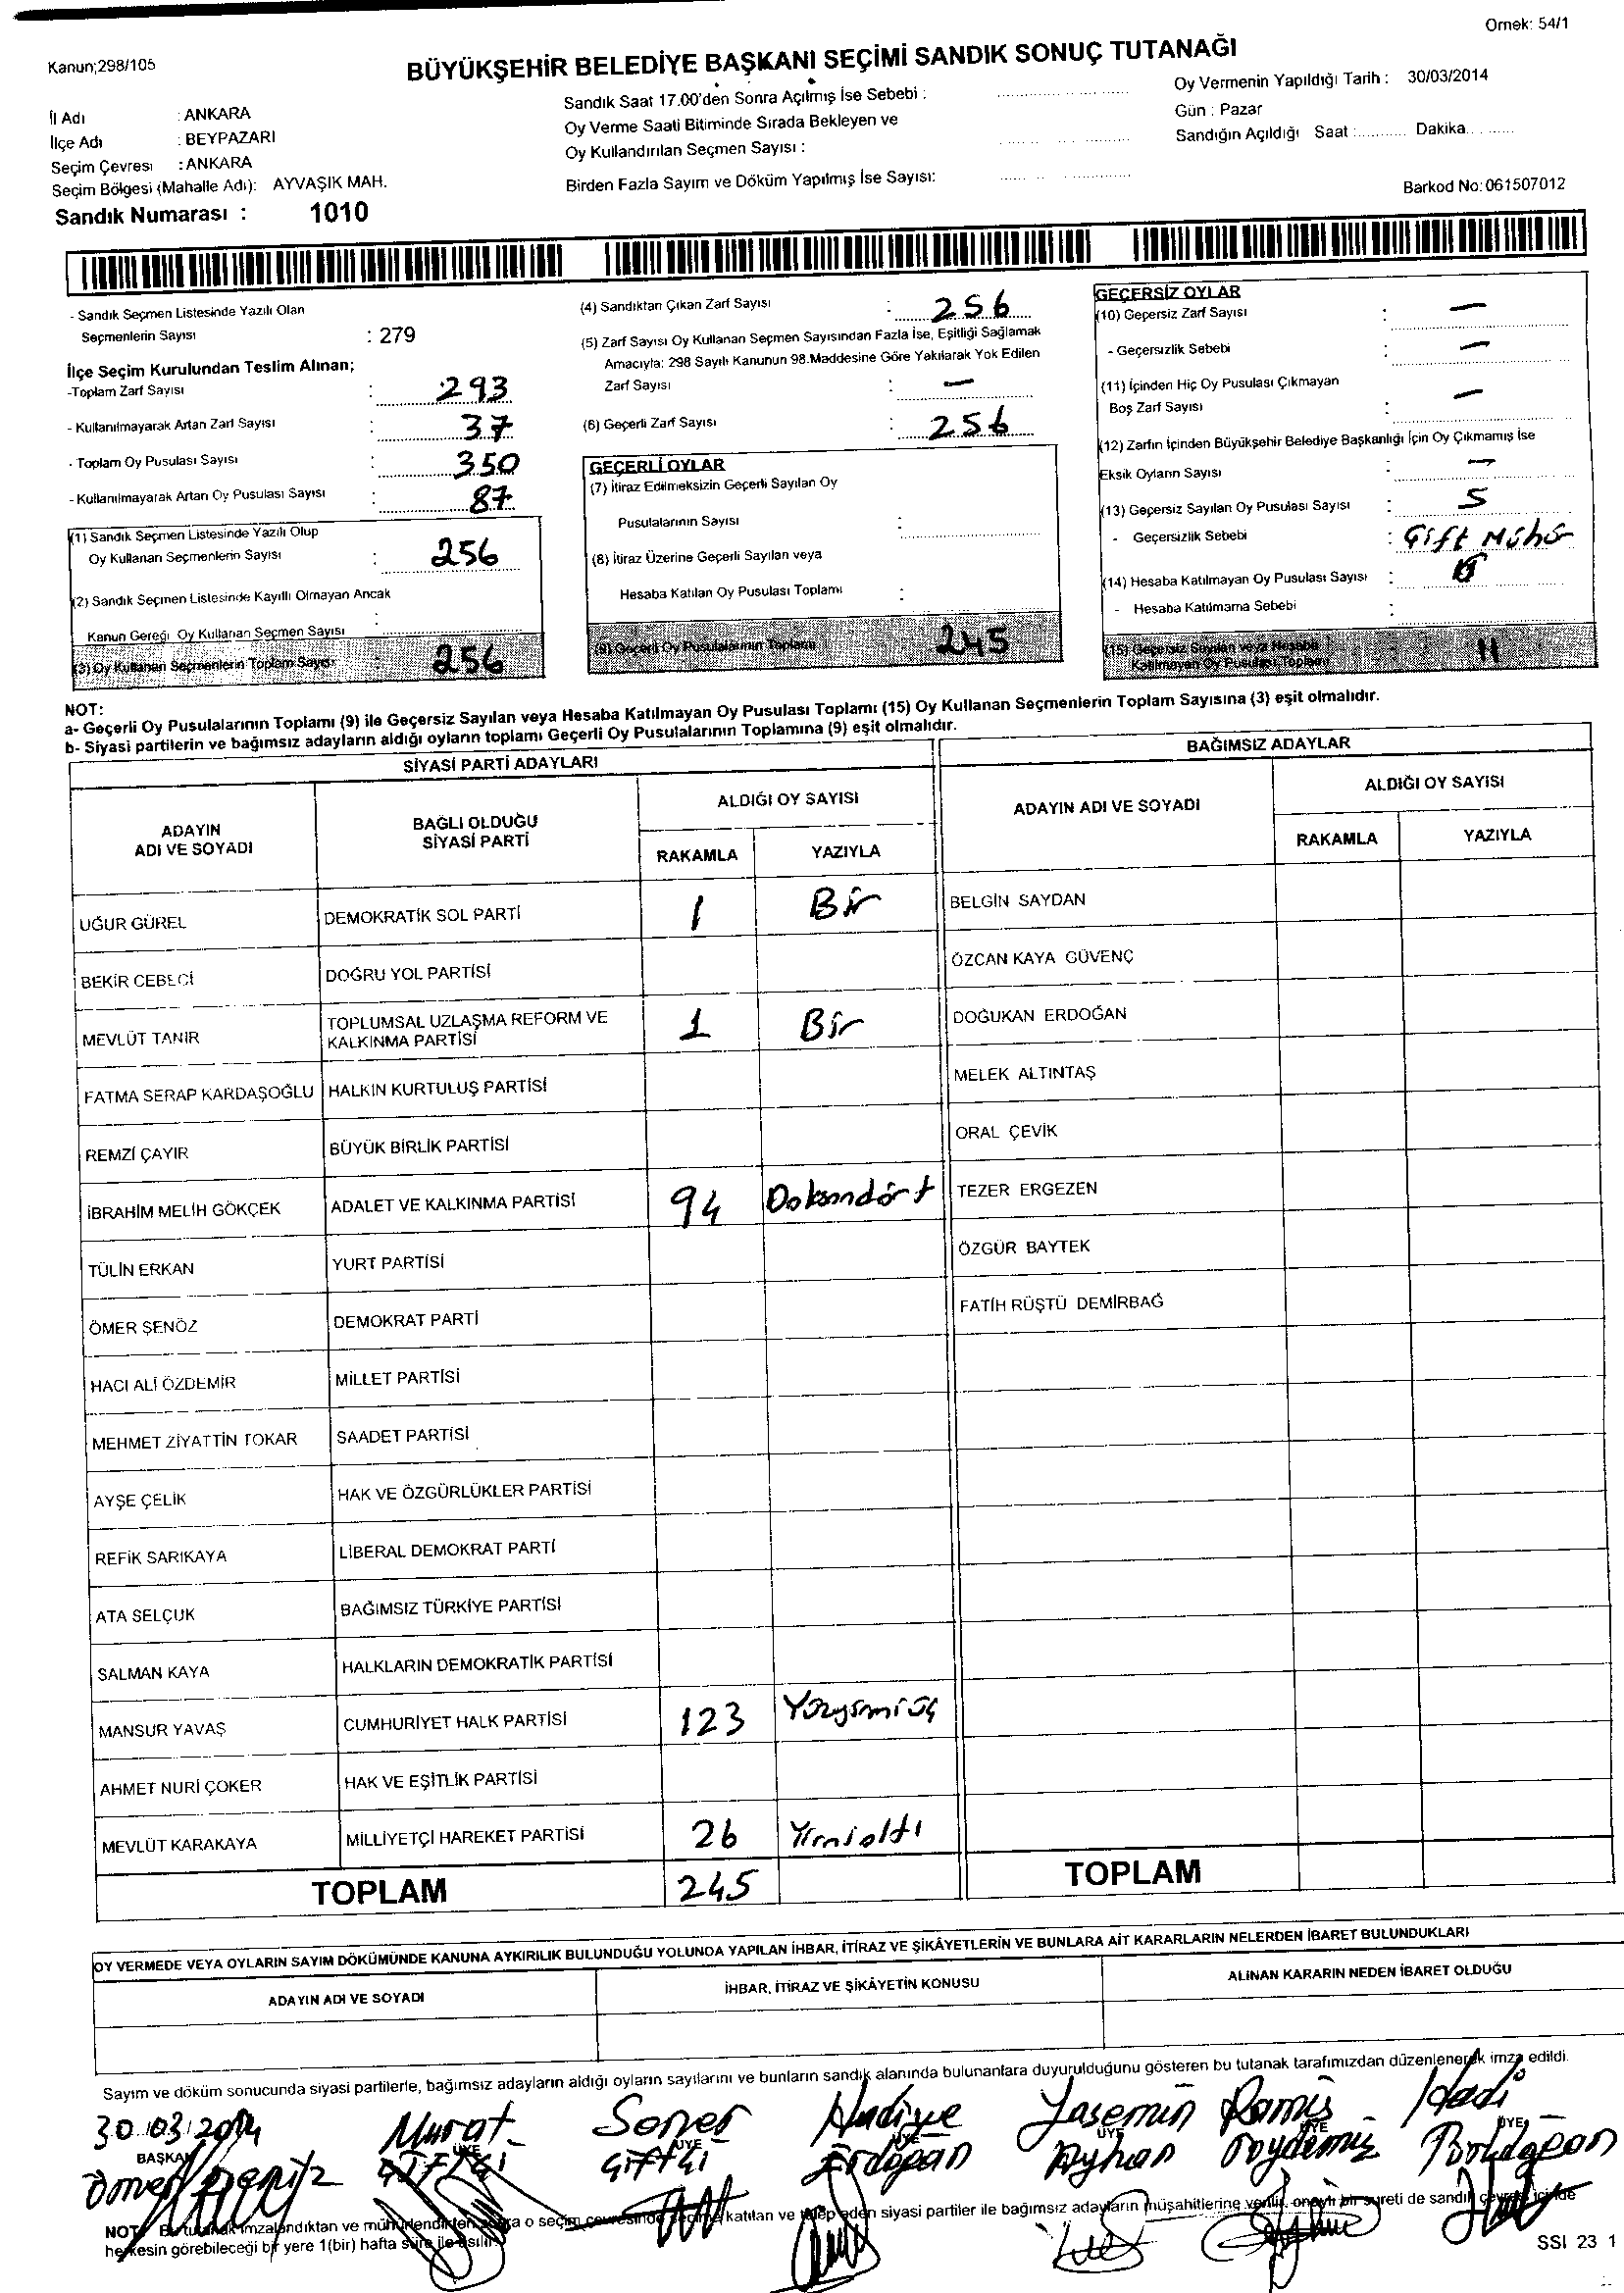 Örnek: 54/1
Kanun;298/105
BÜYÜKŞEHİR BELEDİYE BAŞKANI SEÇİMİ SANDIK SONUÇ TUTANAĞI
İl Adı : ANKARA
İlçe Adı : BEYPAZARI
Seçim Çevresi : ANKARA
Seçim Bölgesi (Mahalle Adı): AYVAŞIK MAH.
Sandık Numarası : 1010
Sandık Saat 17.00'den Sonra Açılmış İse Sebebi :
Oy Verme Saati Bitiminde Sırada Bekleyen ve
Oy Kullandırılan Seçmen Sayısı :
Birden Fazla Sayım ve Döküm Yapılmış İse Sayısı:
Oy Vermenin Yapıldığı Tarih : 30/03/2014
Gün : Pazar
Sandığın Açıldığı Saat :........... Dakika...........
Barkod No:061507012
- Sandık Seçmen Listesinde Yazılı Olan
Seçmenlerin Sayısı : 279
İlçe Seçim Kurulundan Teslim Alınan;
-Toplam Zarf Sayısı : 293
- Kullanılmayarak Artan Zarf Sayısı : 37
- Toplam Oy Pusulası Sayısı : 350
- Kullanılmayarak Artan Oy Pusulası Sayısı : 87
(1) Sandık Seçmen Listesinde Yazılı Olup
Oy Kullanan Seçmenlerin Sayısı : 256
(2) Sandık Seçmen Listesinde Kayıtlı Olmayan Ancak
Kanun Gereği Oy Kullanan Seçmen Sayısı :
(3) Oy Kullanan Seçmenlerin Toplam Sayısı : 256
(4) Sandıktan Çıkan Zarf Sayısı : 256
(5) Zarf Sayısı Oy Kullanan Seçmen Sayısından Fazla İse, Eşitliği Sağlamak
Amacıyla: 298 Sayılı Kanunun 98.Maddesine Göre Yakılarak Yok Edilen
Zarf Sayısı : —
(6) Geçerli Zarf Sayısı : 256
GEÇERLİ OYLAR
(7) İtiraz Edilmeksizin Geçerli Sayılan Oy
Pusulalarının Sayısı :
(8) İtiraz Üzerine Geçerli Sayılan veya
Hesaba Katılan Oy Pusulası Toplamı :
(9) Geçerli Oy Pusulalarının Toplamı 245
GEÇERSİZ OYLAR
(10) Geçersiz Zarf Sayısı : —
- Geçersizlik Sebebi : —
(11) İçinden Hiç Oy Pusulası Çıkmayan
Boş Zarf Sayısı : —
(12) Zarfın İçinden Büyükşehir Belediye Başkanlığı İçin Oy Çıkmamış İse
Eksik Oyların Sayısı : —
(13) Geçersiz Sayılan Oy Pusulası Sayısı : 5
- Geçersizlik Sebebi : Çift Mühür
(14) Hesaba Katılmayan Oy Pusulası Sayısı :
- Hesaba Katılmama Sebebi :
(15) Geçersiz Sayılan veya Hesaba
Katılmayan Oy Pusulası Toplamı 11
NOT:
a- Geçerli Oy Pusulalarının Toplamı (9) ile Geçersiz Sayılan veya Hesaba Katılmayan Oy Pusulası Toplamı (15) Oy Kullanan Seçmenlerin Toplam Sayısına (3) eşit olmalıdır.
b- Siyasi partilerin ve bağımsız adayların aldığı oyların toplamı Geçerli Oy Pusulalarının Toplamına (9) eşit olmalıdır.
SİYASİ PARTİ ADAYLARI
BAĞIMSIZ ADAYLAR
ADAYIN ADI VE SOYADI
BAĞLI OLDUĞU SİYASİ PARTİ
ALDIĞI OY SAYISI
RAKAMLA YAZIYLA
ADAYIN ADI VE SOYADI
ALDIĞI OY SAYISI
RAKAMLA YAZIYLA
UĞUR GÜREL DEMOKRATİK SOL PARTİ 1 Bir BELGİN SAYDAN
BEKİR CEBECİ DOĞRU YOL PARTİSİ ÖZCAN KAYA GÜVENÇ
MEVLÜT TANIR TOPLUMSAL UZLAŞMA REFORM VE KALKINMA PARTİSİ 1 Bir DOĞUKAN ERDOĞAN
FATMA SERAP KARDAŞOĞLU HALKIN KURTULUŞ PARTİSİ MELEK ALTINTAŞ
REMZİ ÇAYIR BÜYÜK BİRLİK PARTİSİ ORAL ÇEVİK
İBRAHİM MELİH GÖKÇEK ADALET VE KALKINMA PARTİSİ 94 Doksandört TEZER ERGEZEN
TÜLİN ERKAN YURT PARTİSİ ÖZGÜR BAYTEK
ÖMER ŞENÖZ DEMOKRAT PARTİ FATİH RÜŞTÜ DEMİRBAĞ
HACI ALİ ÖZDEMİR MİLLET PARTİSİ
MEHMET ZİYATTİN TOKAR SAADET PARTİSİ
AYŞE ÇELİK HAK VE ÖZGÜRLÜKLER PARTİSİ
REFİK SARIKAYA LİBERAL DEMOKRAT PARTİ
ATA SELÇUK BAĞIMSIZ TÜRKİYE PARTİSİ
SALMAN KAYA HALKLARIN DEMOKRATİK PARTİSİ
MANSUR YAVAŞ CUMHURİYET HALK PARTİSİ 123
AHMET NURİ ÇOKER HAK VE EŞİTLİK PARTİSİ
MEVLÜT KARAKAYA MİLLİYETÇİ HAREKET PARTİSİ 26 Yirmialtı
TOPLAM 245 TOPLAM
OY VERMEDE VEYA OYLARIN SAYIM DÖKÜMÜNDE KANUNA AYKIRILIK BULUNDUĞU YOLUNDA YAPILAN İHBAR, İTİRAZ VE ŞİKÂYETLERİN VE BUNLARA AİT KARARLARIN NELERDEN İBARET BULUNDUKLARI
ADAYIN ADI VE SOYADI İHBAR, İTİRAZ VE ŞİKÂYETİN KONUSU ALINAN KARARIN NEDEN İBARET OLDUĞU
Sayım ve döküm sonucunda siyasi partilerle, bağımsız adayların aldığı oyların sayılarını ve bunların sandık alanında bulunanlara duyurulduğunu gösteren bu tutanak tarafımızdan düzenlenerek imza edildi.
30.03.2014 Murat Soner Hadiye Yasemin Ramis Hadi
BAŞKAN ÜYE ÜYE ÜYE ÜYE ÜYE ÜYE
Ömer Çiftçi Çiftçi Erdoğan Ayhan
NOT: Bu tutanak imzalandıktan ve mühürlendikten sonra o seçim çevresinde seçime katılan ve talep eden siyasi partiler ile bağımsız adayların müşahitlerine verilir. onaylı bir sureti de sandık çevresi içinde
herkesin görebileceği bir yere 1(bir) hafta süre ile asılır.
SSI 23 1